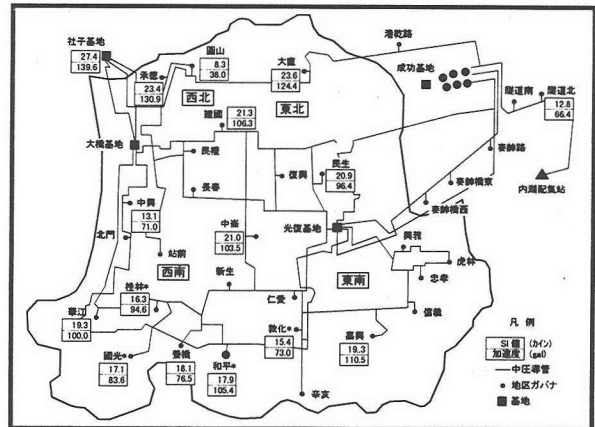 港乾路
社子基地
27.4
139.6
圓山
8.3
38.0
大直
23.6
124.4
承德
23.4
130.9
西北
東北
成功基地
隧道南
隧道北
12.8
66.4
建國
21.3
106.3
大橋基地
民權
復興
民生
20.9
96.4
麥帥路
長春
麥帥橋東
內湖配氣站
中興
13.1
71.0
麥帥橋西
北門
中崙
21.0
103.5
光復基地
站前
興雅
虎林
西南
新生
東南
忠孝
桂林*
16.3
94.6
仁愛
信義
華江
19.3
100.0
敦化*
15.4
73.0
嘉興
19.3
110.5
國光*
17.1
83.6
螢橋
18.1
76.5
和平*
17.9
105.4
辛亥
凡 例
SI 値 (カイン)
加速度 (gal)
中圧導管
地区ガバナ
基地